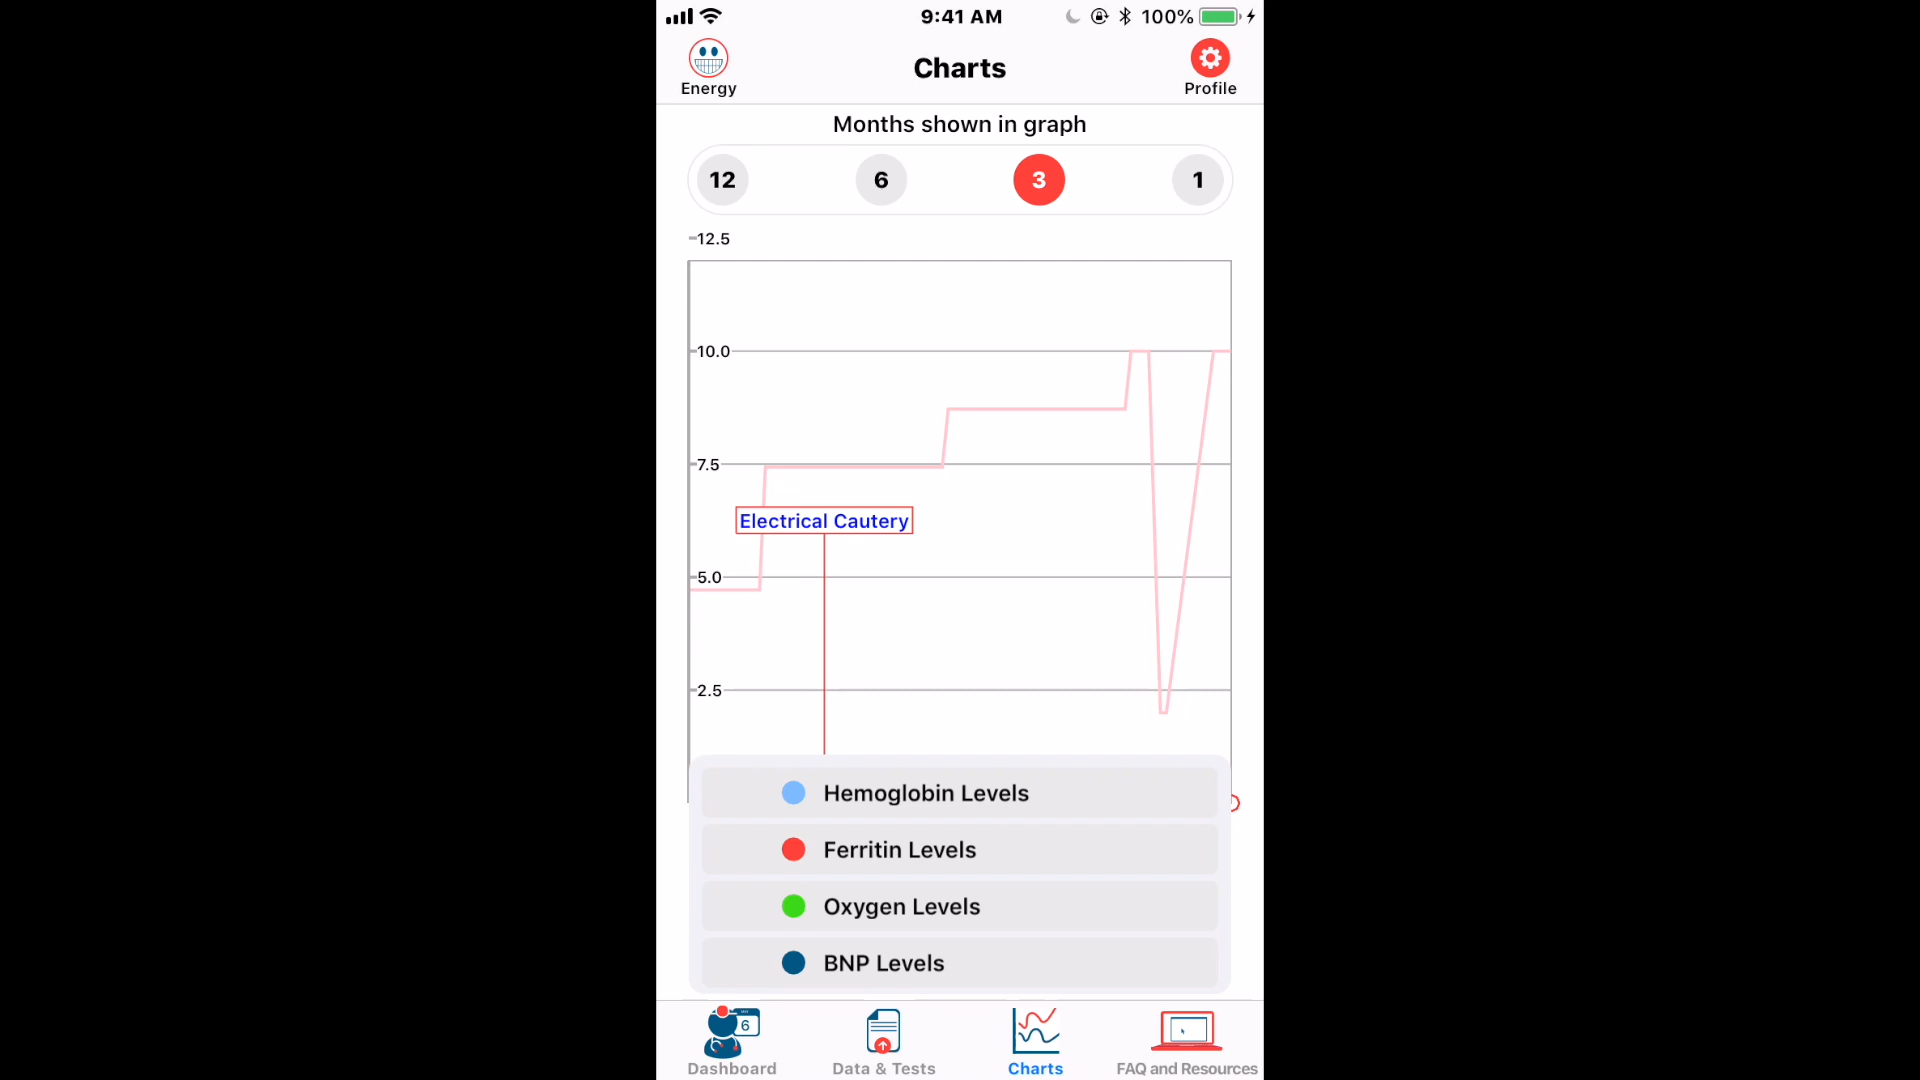 9:41 AM
100%
Energy
Charts
Profile
Months shown in graph
12 6 3 1
12.5
10.0
7.5
Electrical Cautery
5.0
2.5
Hemoglobin Levels
Ferritin Levels
Oxygen Levels
BNP Levels
6
Dashboard
Data & Tests
Charts
FAQ and Resources